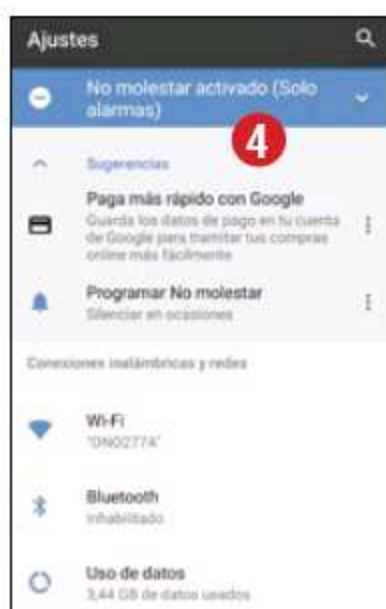 Ajustes
No molestar activado (Solo
alarmas)
4
Sugerencias
Paga más rápido con Google
Guarda los datos de pago en tu cuenta
de Google para tramitar tus compras
online más fácilmente
Programar No molestar
Silenciar en ocasiones
Conexiones inalámbricas y redes
Wi-Fi
"ONO277A"
Bluetooth
Inhabilitado
Uso de datos
3,44 GB de datos usados